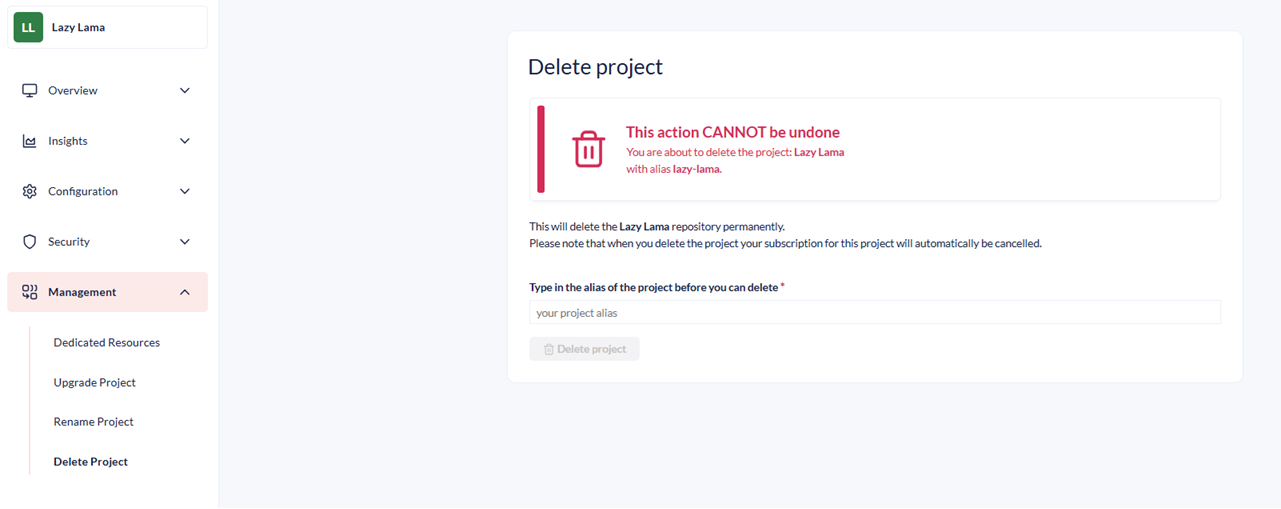 LL Lazy Lama
Overview
Insights
Configuration
Security
Management
Dedicated Resources
Upgrade Project
Rename Project
Delete Project
Delete project
This action CANNOT be undone
You are about to delete the project: Lazy Lama
with alias lazy-lama.
This will delete the Lazy Lama repository permanently.
Please note that when you delete the project your subscription for this project will automatically be cancelled.
Type in the alias of the project before you can delete *
your project alias
Delete project